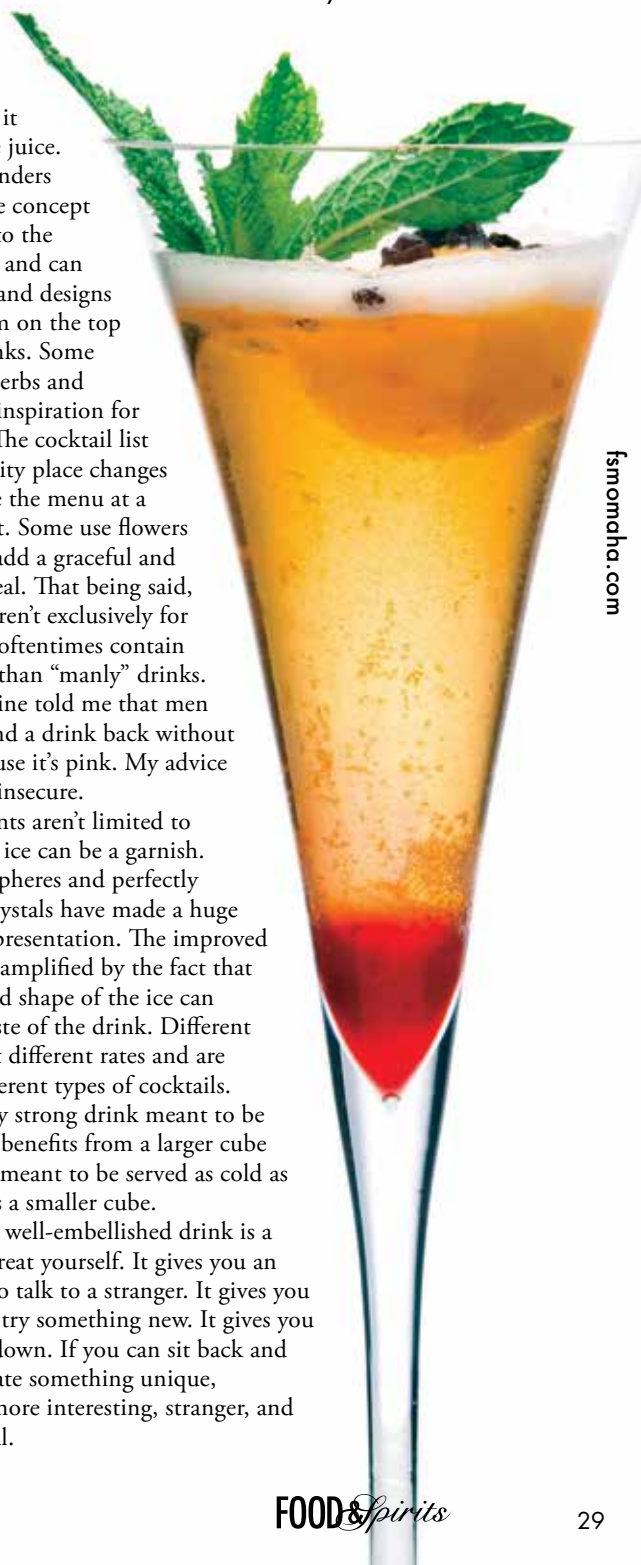 it
juice.
nders
e concept
to the
and can
and designs
n on the top
nks. Some
erbs and
inspiration for
The cocktail list
ity place changes
e the menu at a
t. Some use flowers
add a graceful and
eal. That being said,
ren’t exclusively for
oftentimes contain
than “manly” drinks.
ine told me that men
nd a drink back without
use it’s pink. My advice
insecure.
nts aren’t limited to
ice can be a garnish.
pheres and perfectly
rystals have made a huge
presentation. The improved
amplified by the fact that
d shape of the ice can
ste of the drink. Different
t different rates and are
erent types of cocktails.
y strong drink meant to be
benefits from a larger cube
meant to be served as cold as
s a smaller cube.
well-embellished drink is a
reat yourself. It gives you an
o talk to a stranger. It gives you
try something new. It gives you
down. If you can sit back and
ate something unique,
more interesting, stranger, and
l.
fsmomaha.com
FOOD & Spirits 29